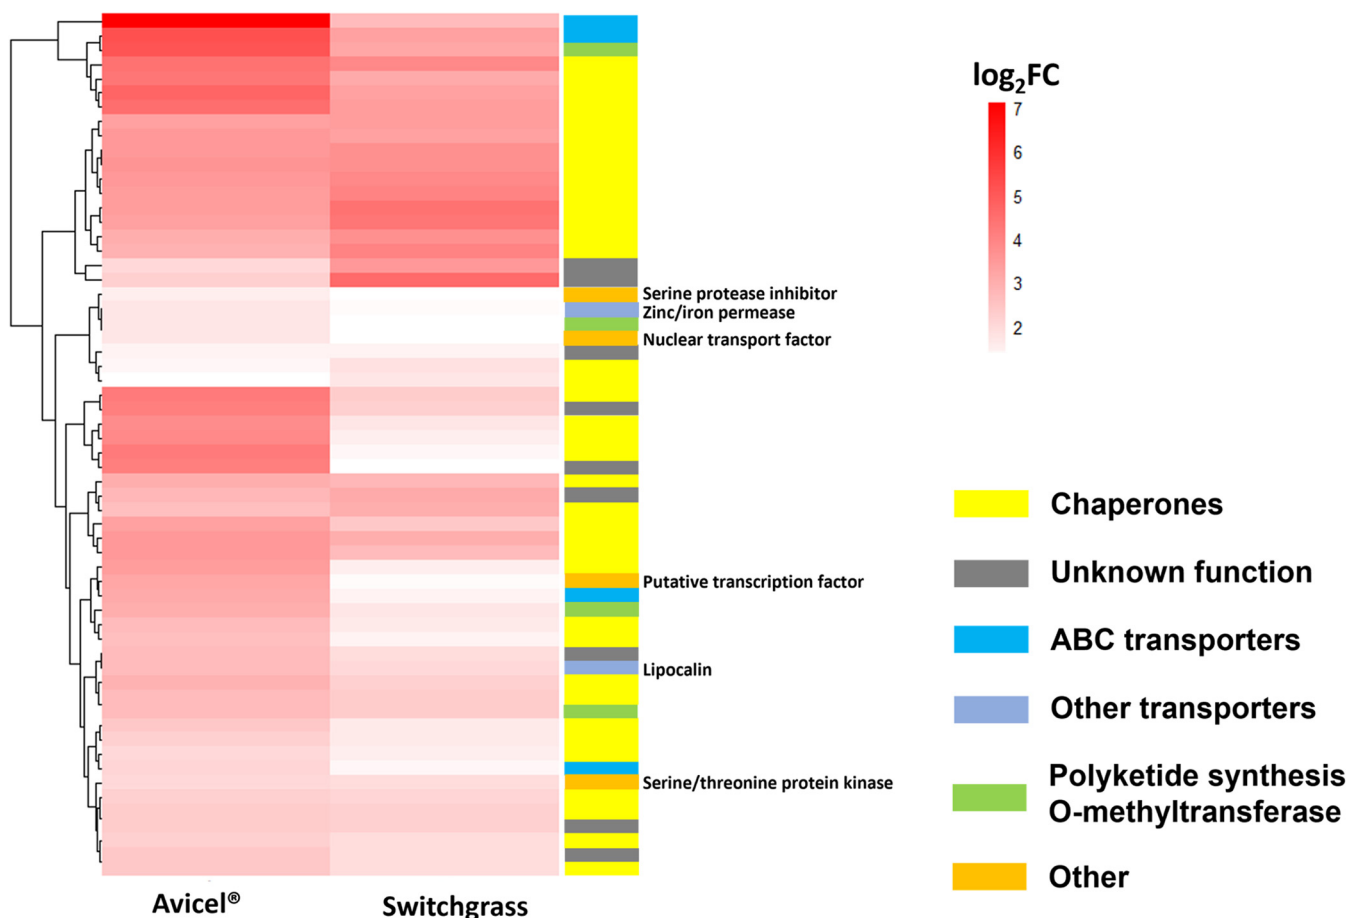 log₂FC
7
6
5
4
3
2
Serine protease inhibitor
Zinc/iron permease
Nuclear transport factor
Putative transcription factor
Lipocalin
Serine/threonine protein kinase
Chaperones
Unknown function
ABC transporters
Other transporters
Polyketide synthesis
O-methyltransferase
Other
Avicel®
Switchgrass